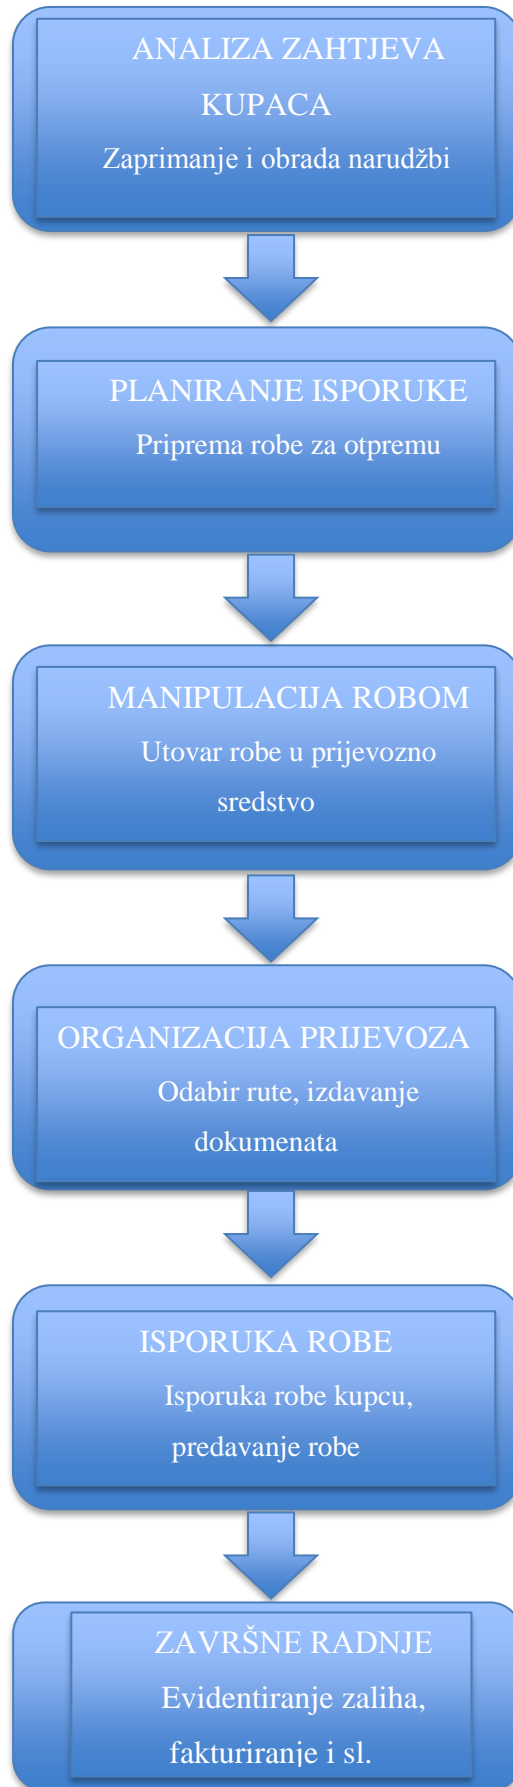 ANALIZA ZAHTJEVA
KUPACA
Zaprimanje i obrada narudžbi
PLANIRANJE ISPORUKE
Priprema robe za otpremu
MANIPULACIJA ROBOM
Utovar robe u prijevozno
sredstvo
ORGANIZACIJA PRIJEVOZA
Odabir rute, izdavanje
dokumenata
ISPORUKA ROBE
Isporuka robe kupcu,
predavanje robe
ZAVRŠNE RADNJE
Evidentiranje zaliha,
fakturiranje i sl.